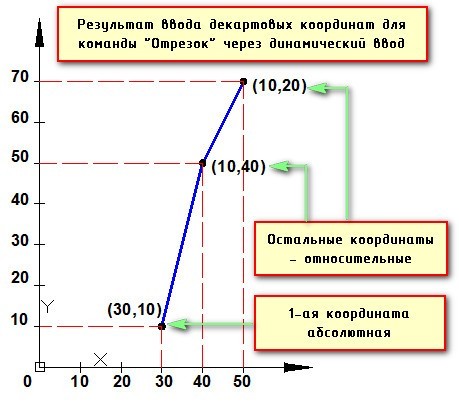 Результат ввода декартовых координат для
команды "Отрезок" через динамический ввод
70
(10,20)
50
(10,40)
40
30
Остальные координаты
- относительные
20
(30,10)
Y
1-ая координата
абсолютная
10
X
0 10 20 30 40 50